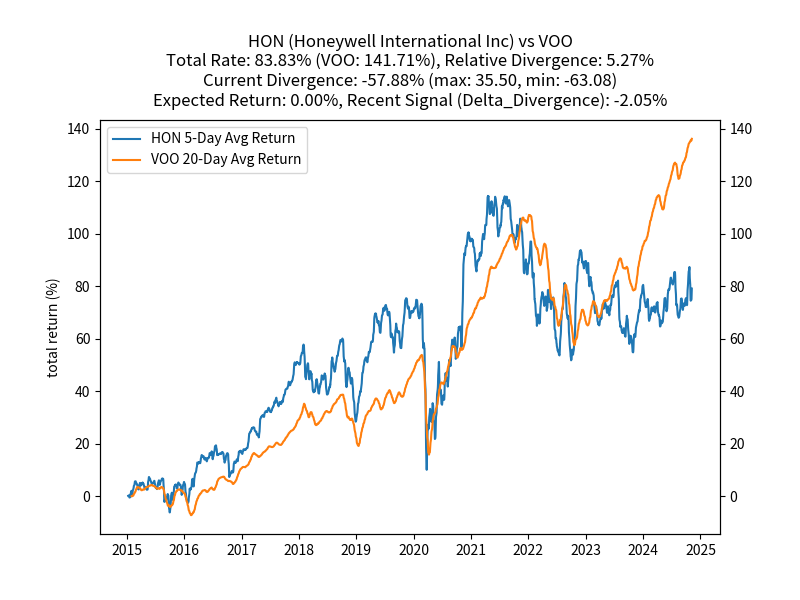 HON (Honeywell International Inc) vs VOO
Total Rate: 83.83% (VOO: 141.71%), Relative Divergence: 5.27%
Current Divergence: -57.88% (max: 35.50, min: -63.08)
Expected Return: 0.00%, Recent Signal (Delta_Divergence): -2.05%
HON 5-Day Avg Return
VOO 20-Day Avg Return
total return (%)
140 140
120 120
100 100
80 80
60 60
40 40
20 20
0 0
2015 2016 2017 2018 2019 2020 2021 2022 2023 2024 2025